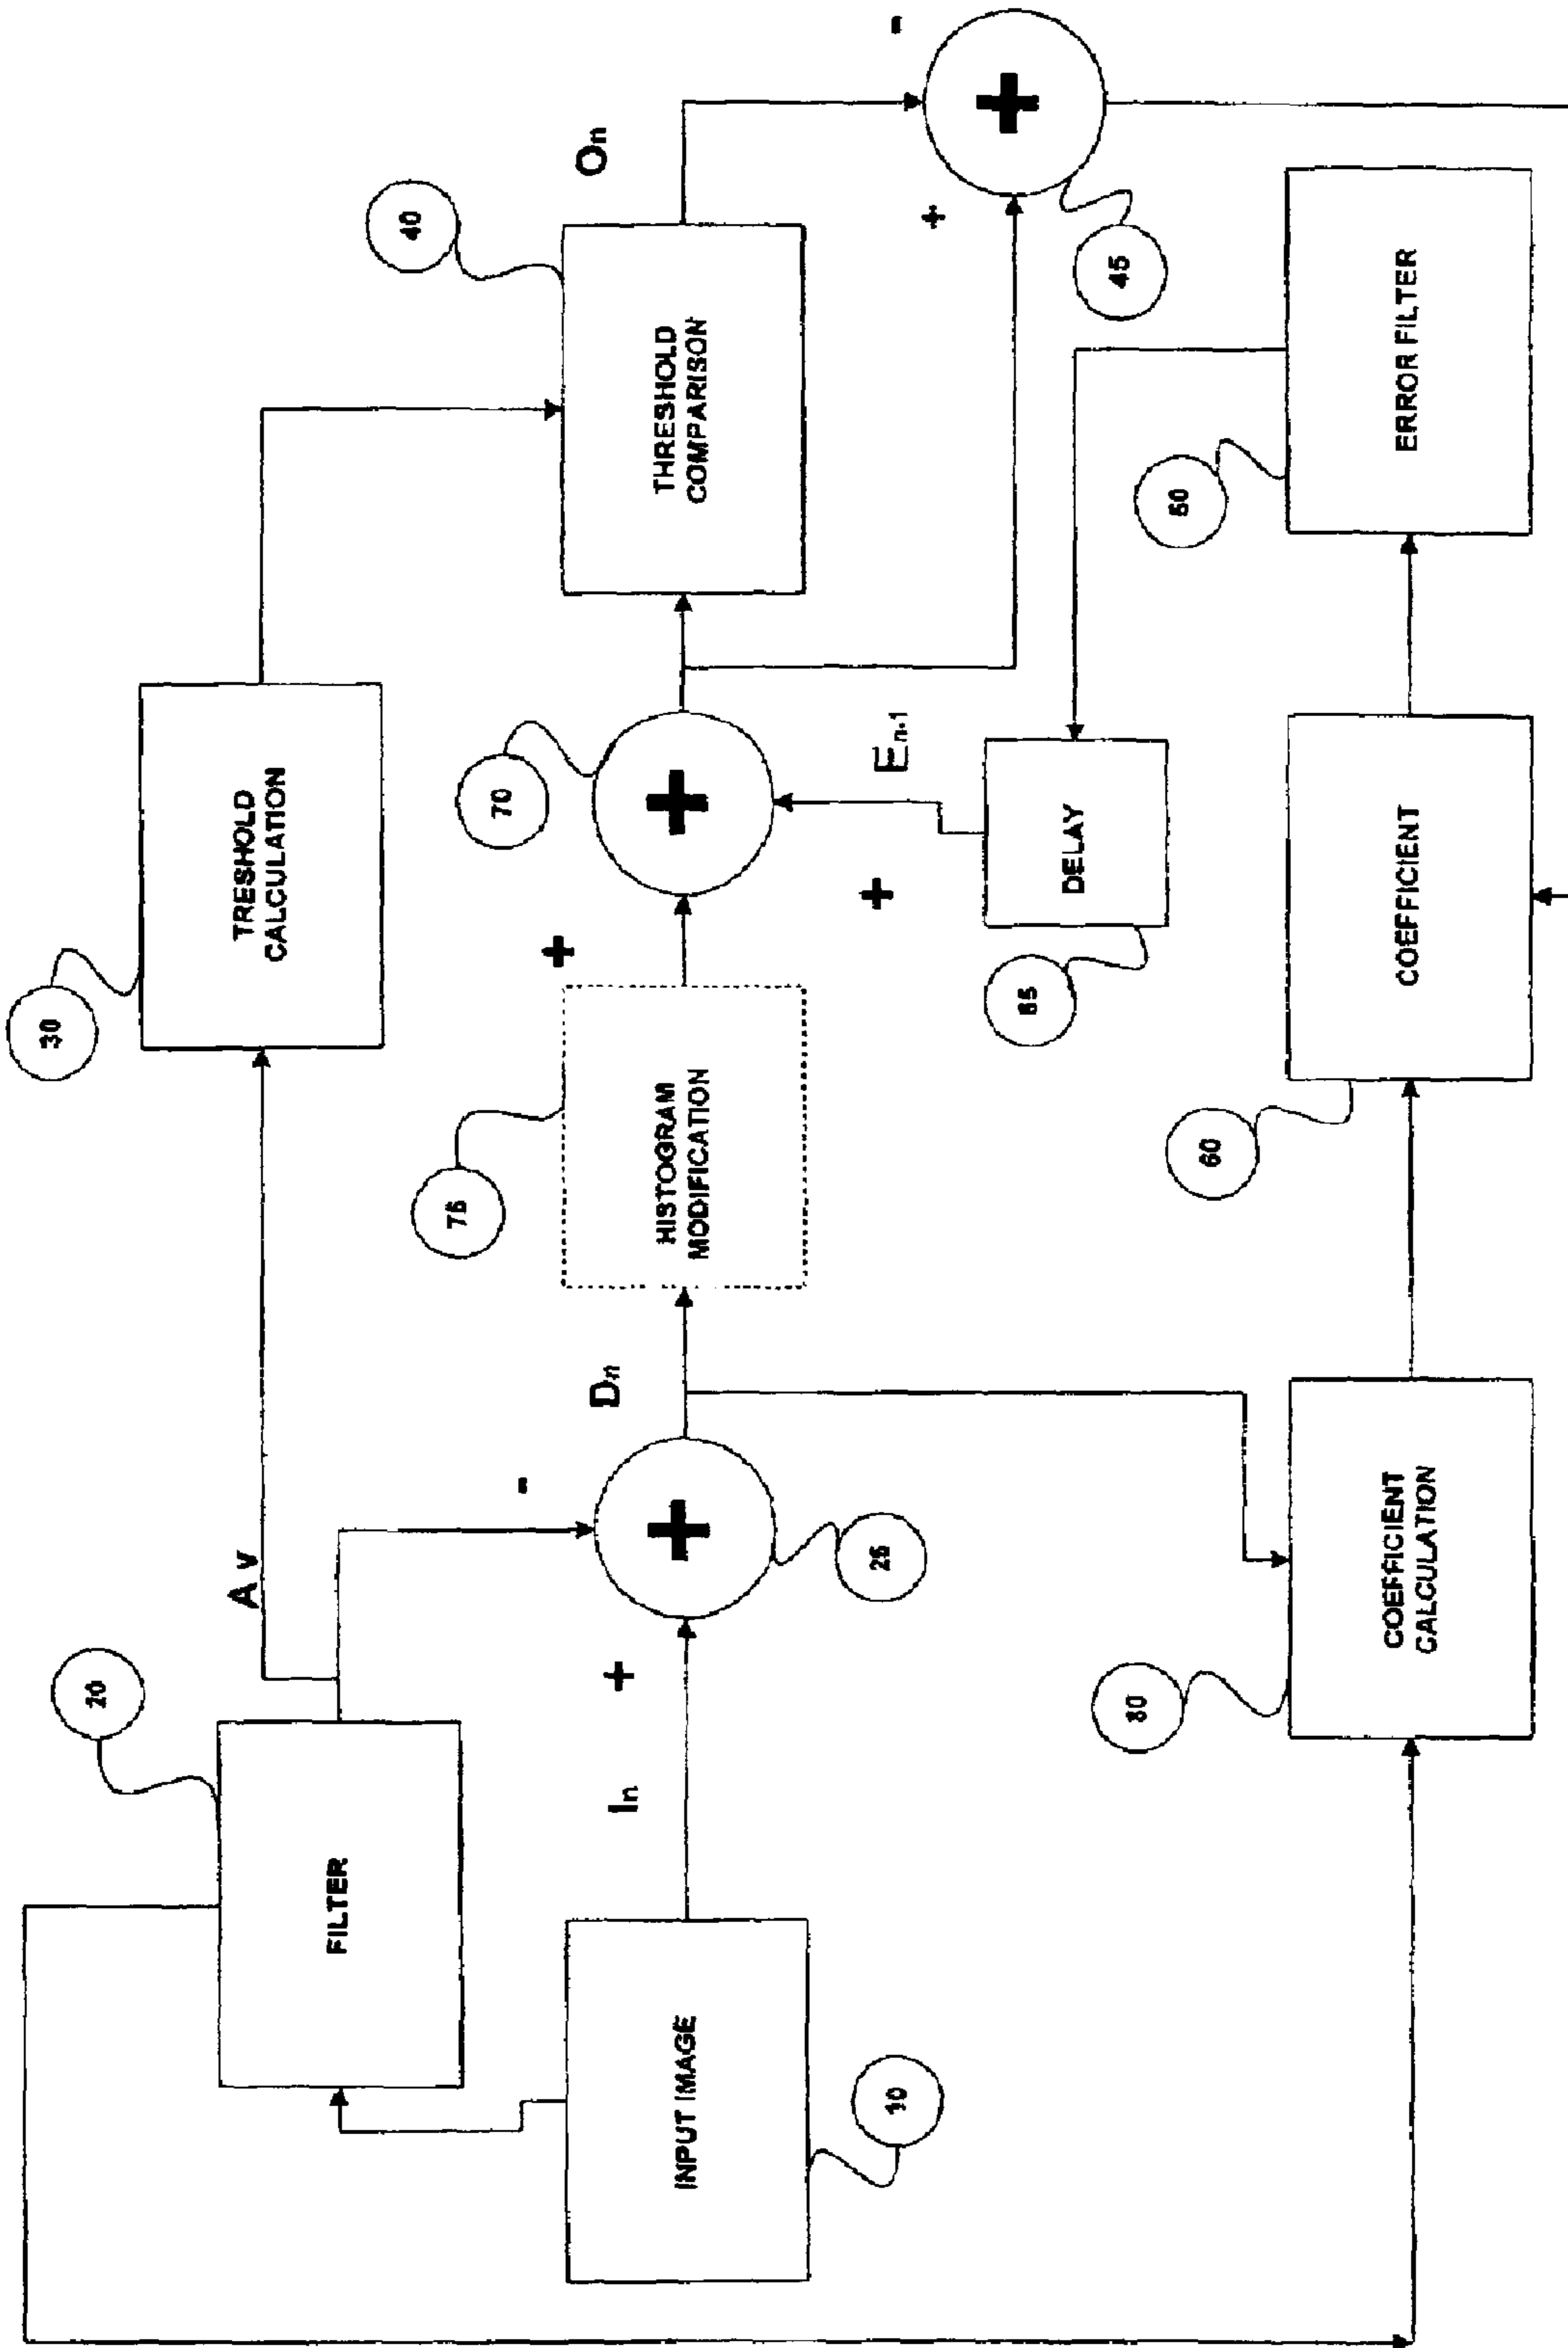 20
30
A v
TRESHOLD
CALCULATION
FILTER
40
75
70
-
+
On
Dn
In
+
INPUT IMAGE
+
HISTOGRAM
MODIFICATION
+
THRESHOLD
COMPARISON
10
25
+
En-1
-
+
+
DELAY
45
80
60
50
COEFFICIENT
CALCULATION
COEFFICIENT
ERROR FILTER